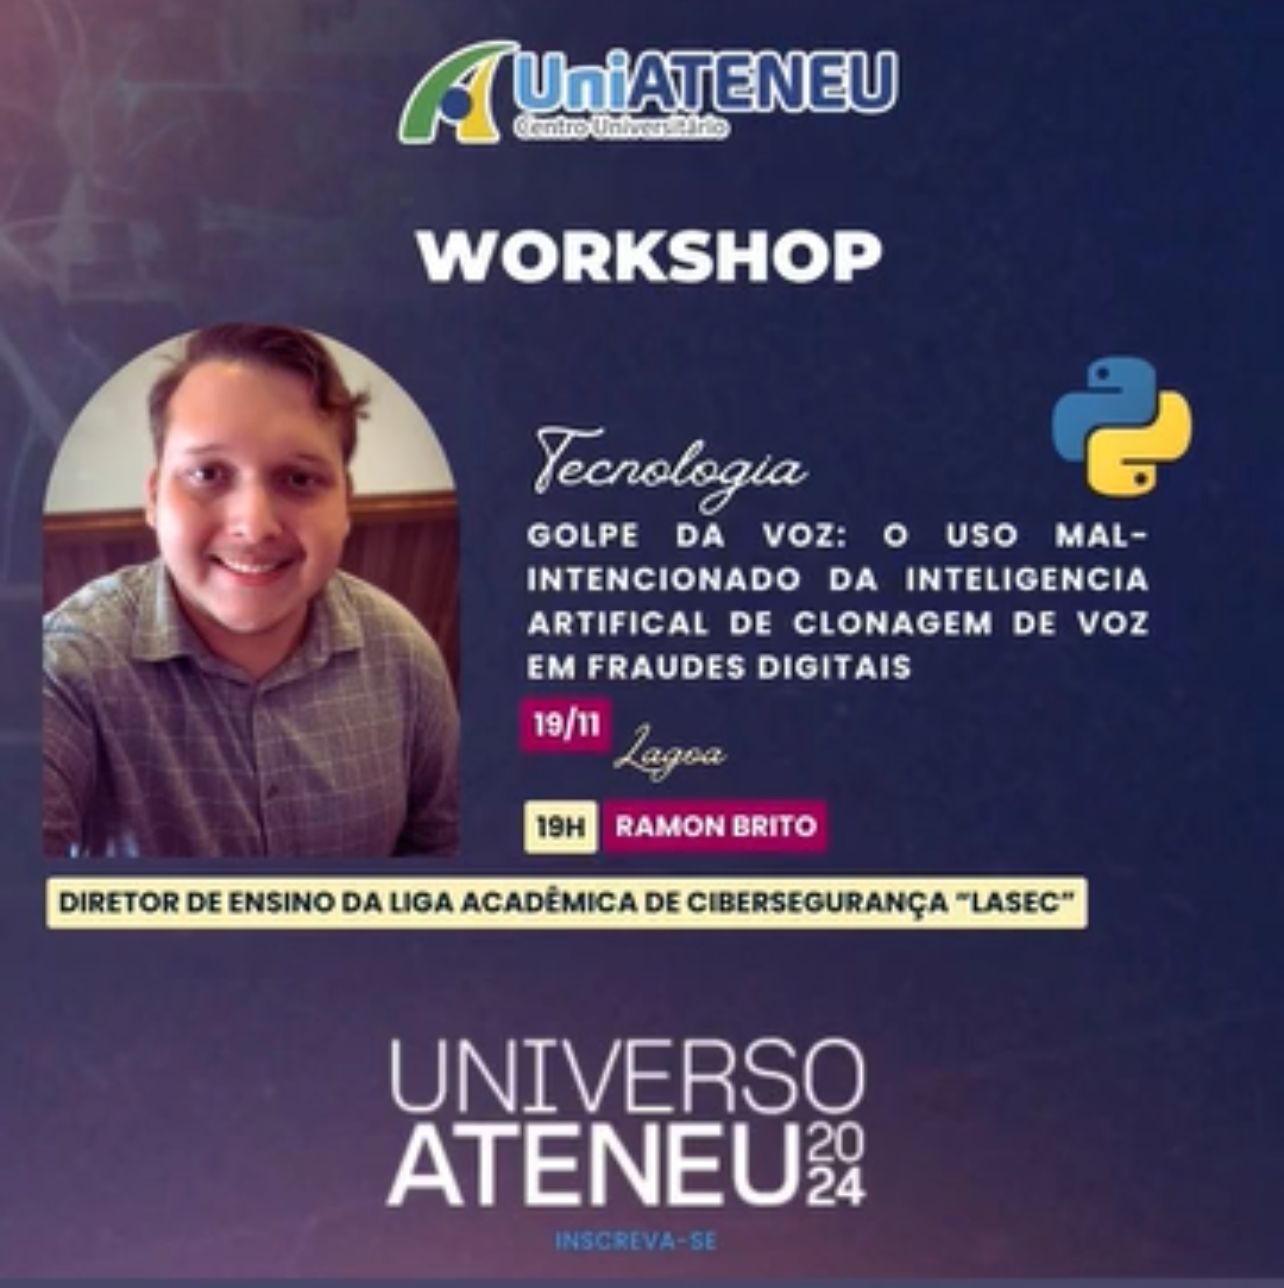 UniATENEU
Centro Universitário
WORKSHOP
Tecnologia
GOLPE DA VOZ: O USO MAL-
INTENCIONADO DA INTELIGENCIA
ARTIFICAL DE CLONAGEM DE VOZ
EM FRAUDES DIGITAIS
19/11
Lagoa
19H RAMON BRITO
DIRETOR DE ENSINO DA LIGA ACADÊMICA DE CIBERSEGURANÇA “LASEC”
UNIVERSO
ATENEU 20
24
INSCREVA-SE